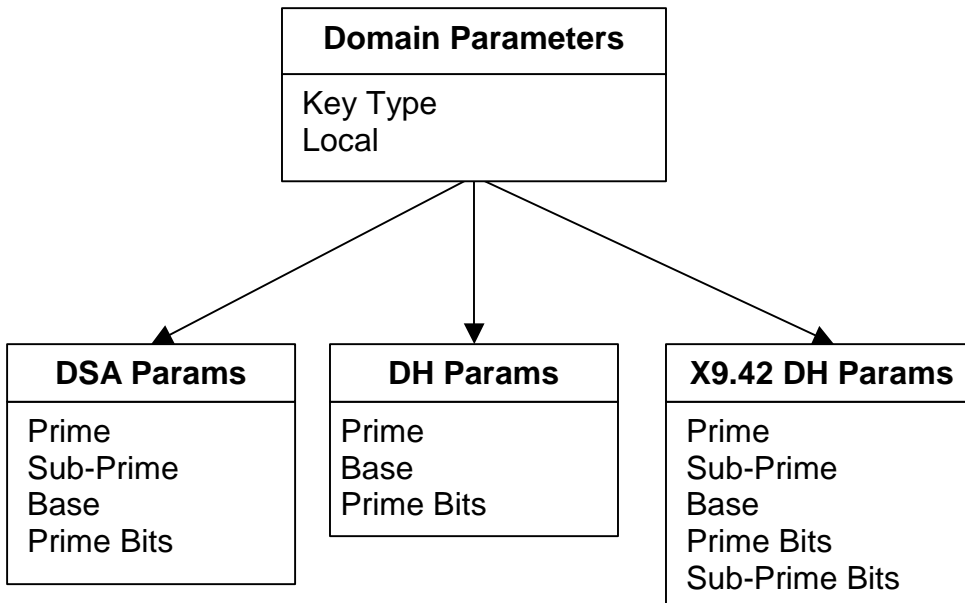 Domain Parameters
Key Type
Local
DSA Params
Prime
Sub-Prime
Base
Prime Bits
DH Params
Prime
Base
Prime Bits
X9.42 DH Params
Prime
Sub-Prime
Base
Prime Bits
Sub-Prime Bits